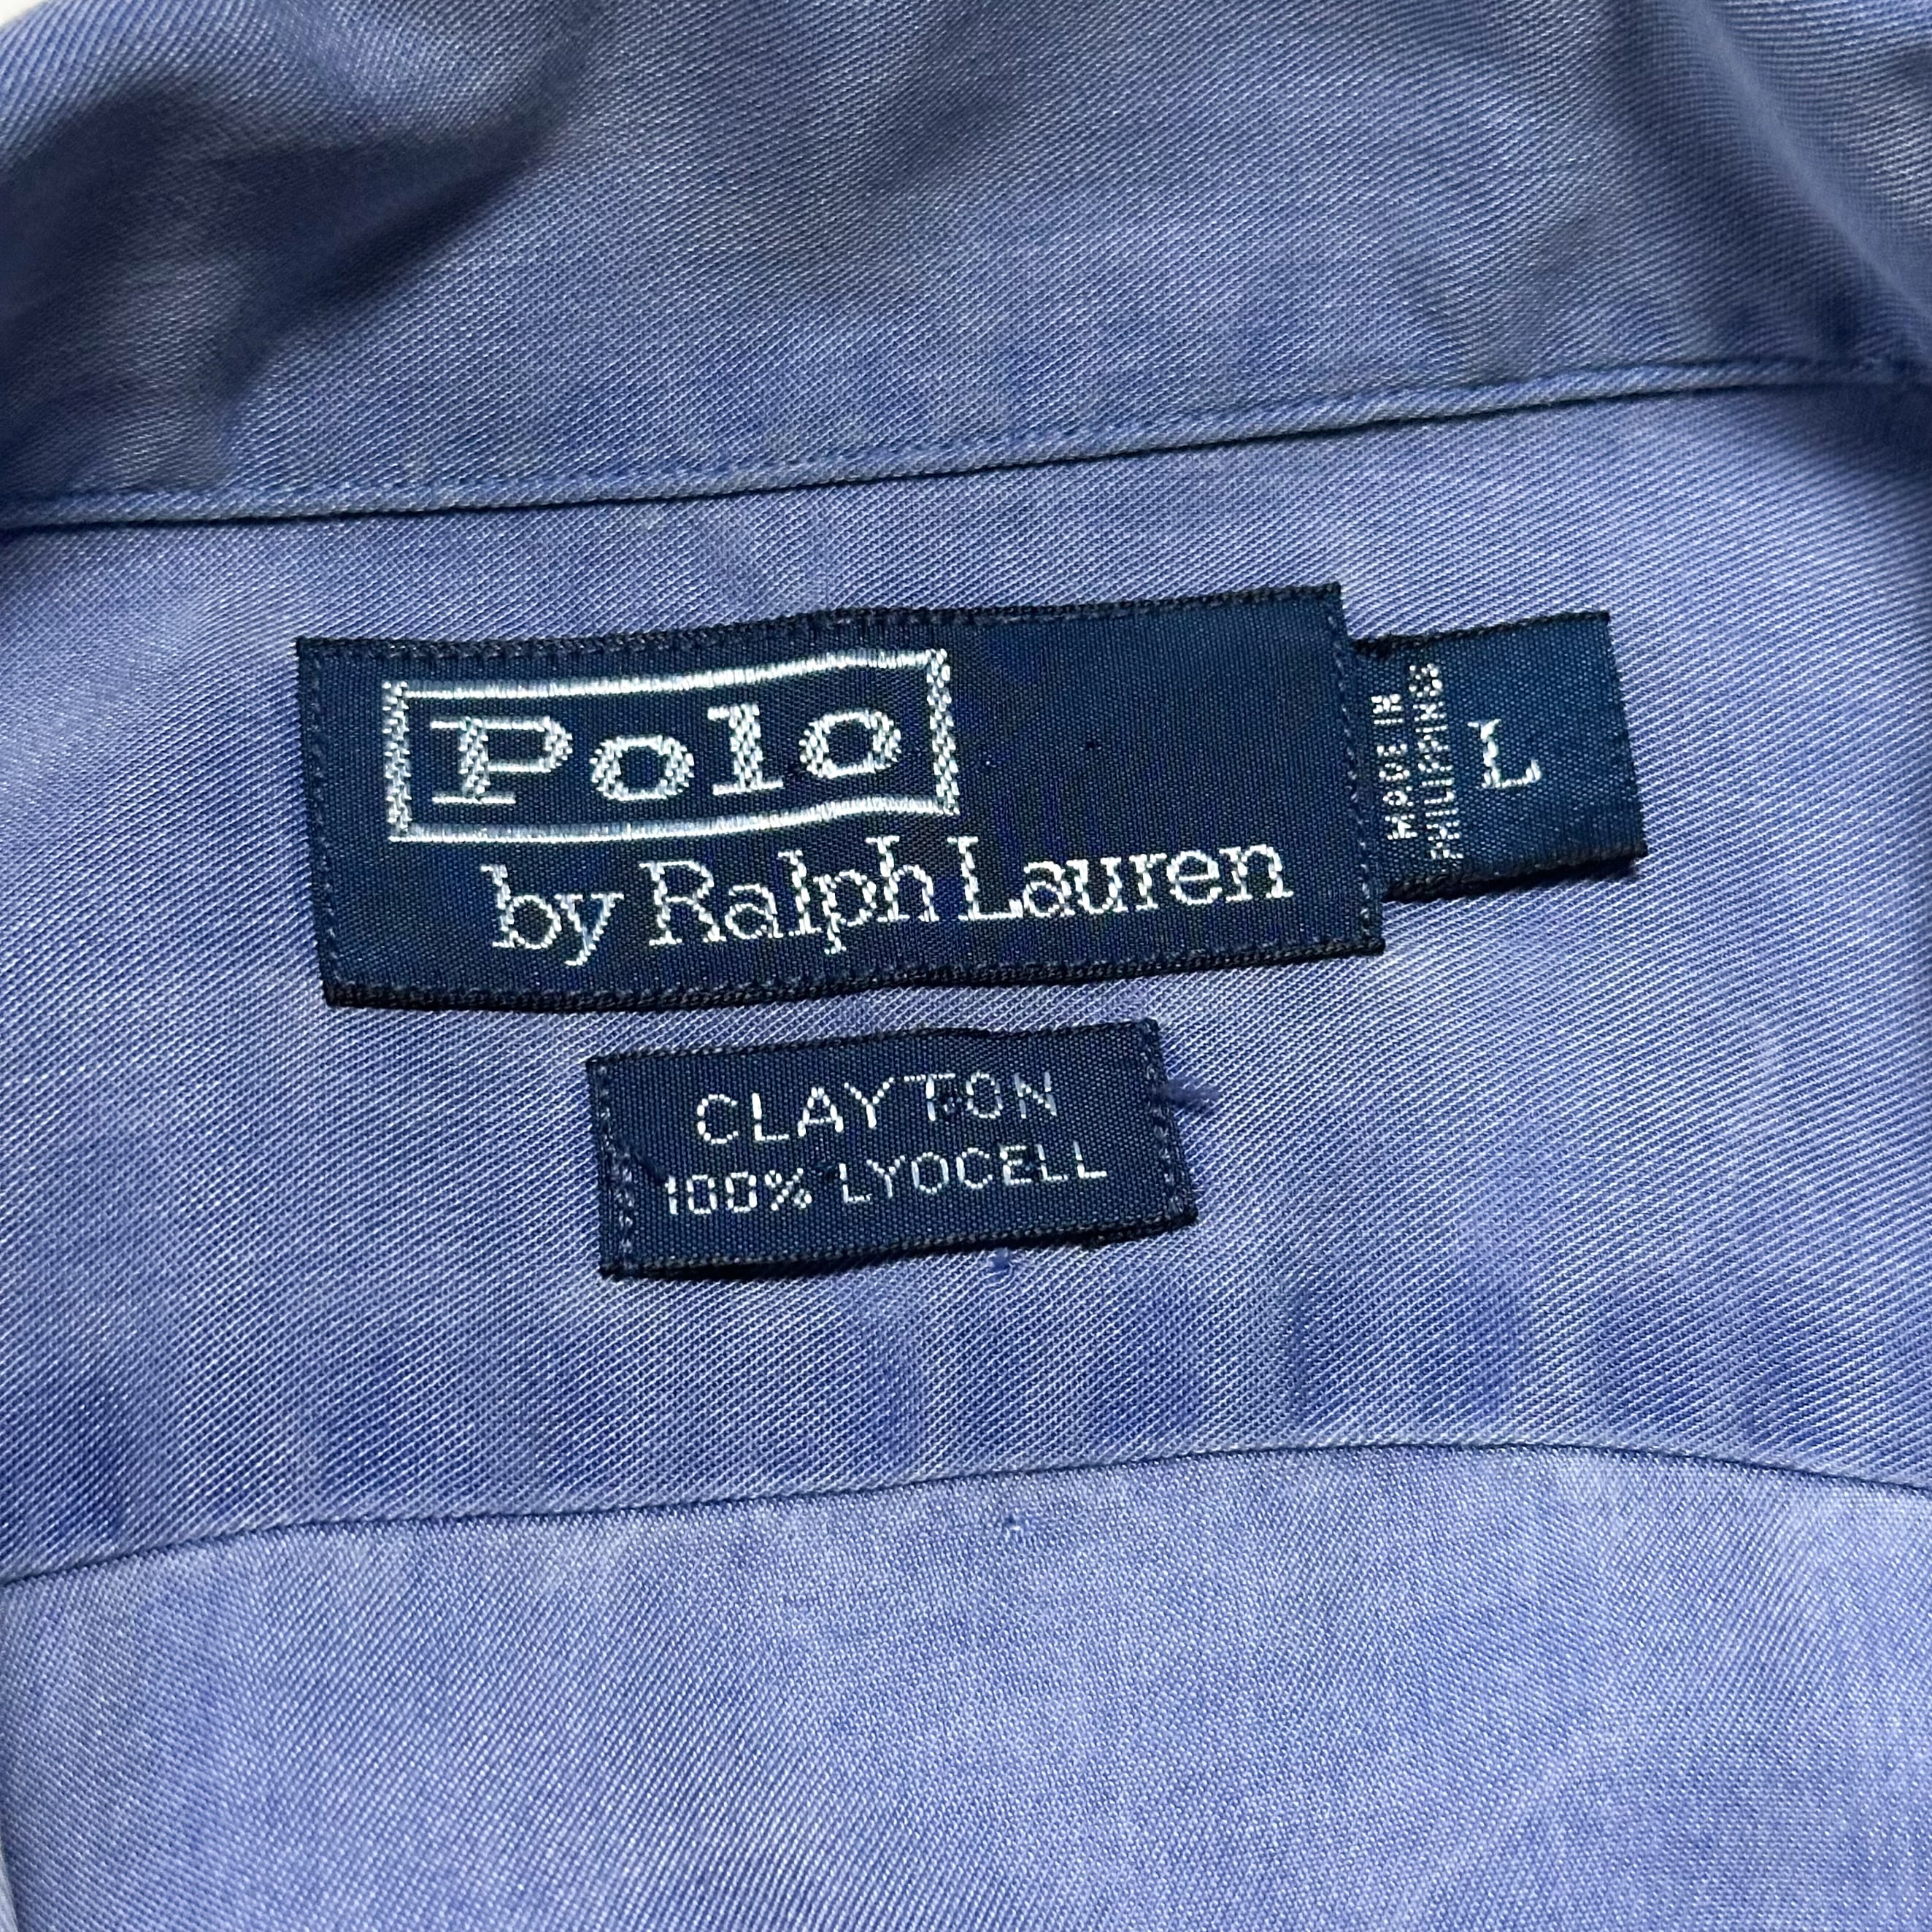 Polo
by Ralph Lauren
MADE IN
PHILIPPINES
L
CLAYTON
100% LYOCELL